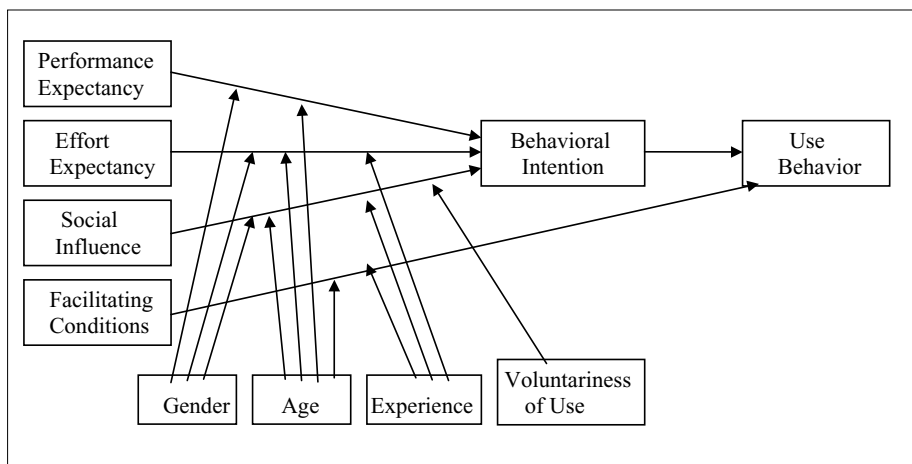 Performance
Expectancy
Effort
Expectancy
Social
Influence
Facilitating
Conditions
Behavioral
Intention
Use
Behavior
Gender
Age
Experience
Voluntariness
of Use